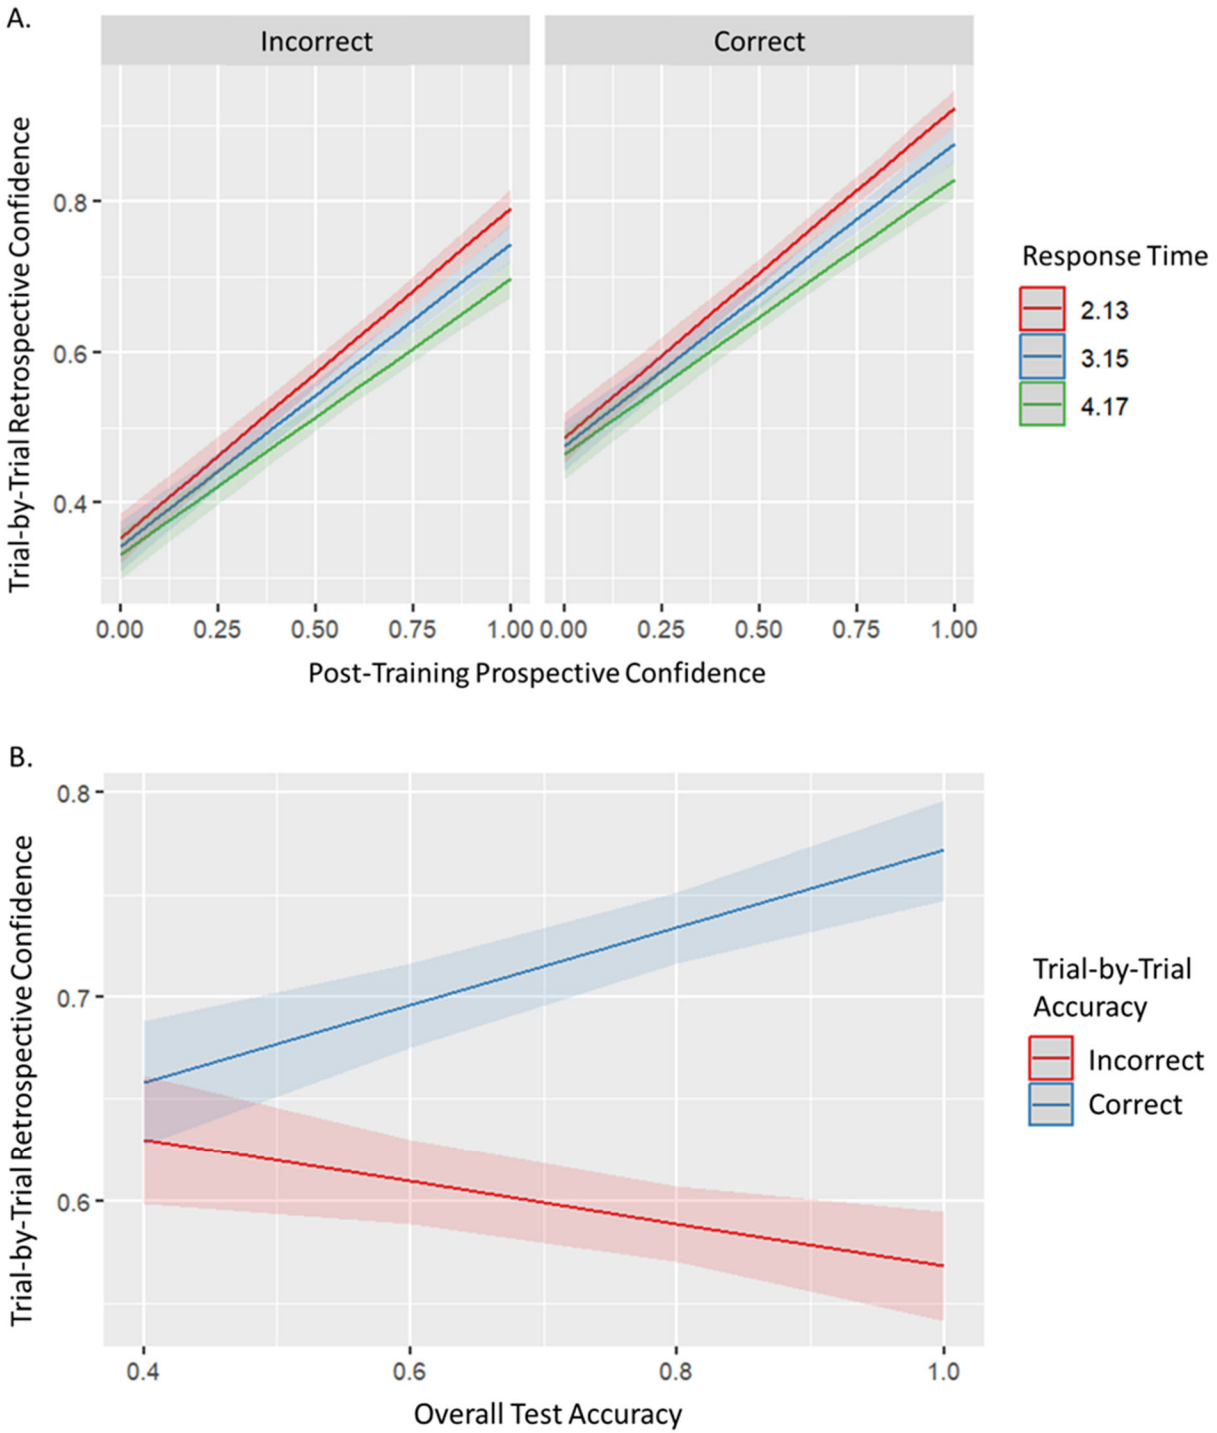 A.
Incorrect
Correct
Trial-by-Trial Retrospective Confidence
0.8
0.6
0.4
0.00 0.25 0.50 0.75 1.00 0.00 0.25 0.50 0.75 1.00
Post-Training Prospective Confidence
Response Time
2.13
3.15
4.17
B.
Trial-by-Trial Retrospective Confidence
0.8
0.7
0.6
0.4 0.6 0.8 1.0
Overall Test Accuracy
Trial-by-Trial
Accuracy
Incorrect
Correct